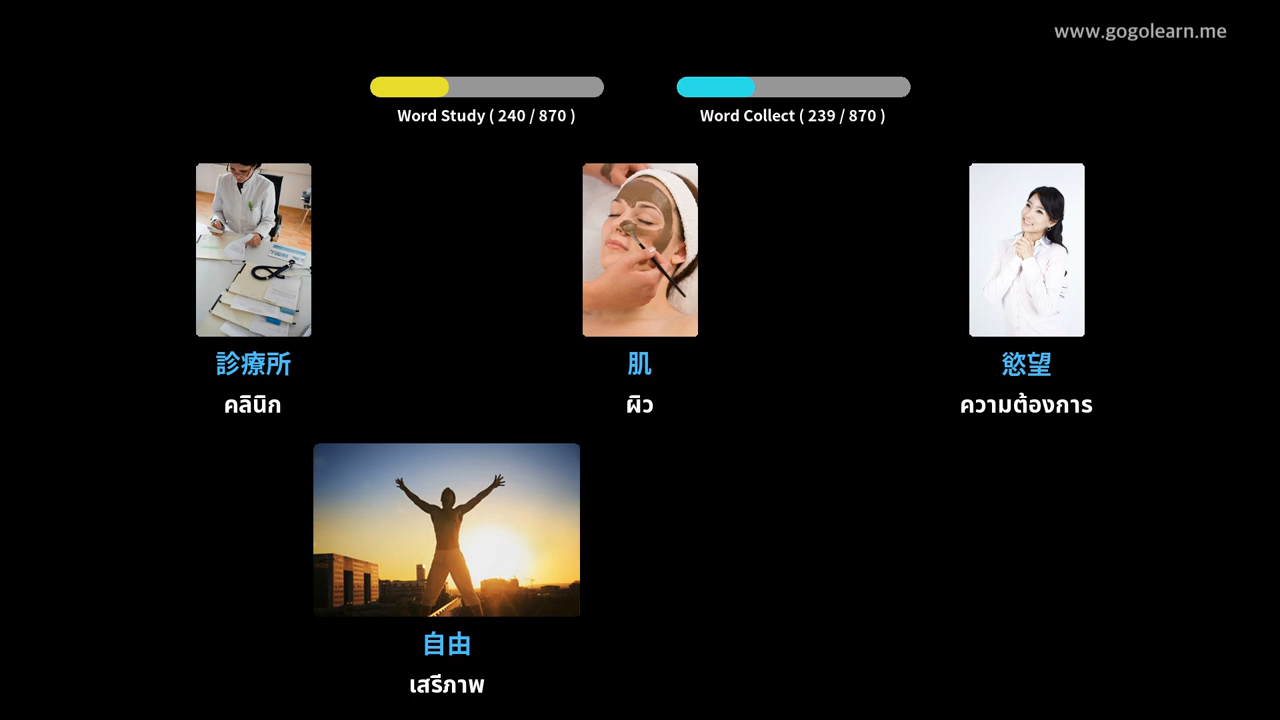 www.gogolearn.me
Word Study ( 240 / 870 )
Word Collect ( 239 / 870 )
診療所
肌
慾望
คลินิก
ผิว
ความต้องการ
自由
เสรีภาพ